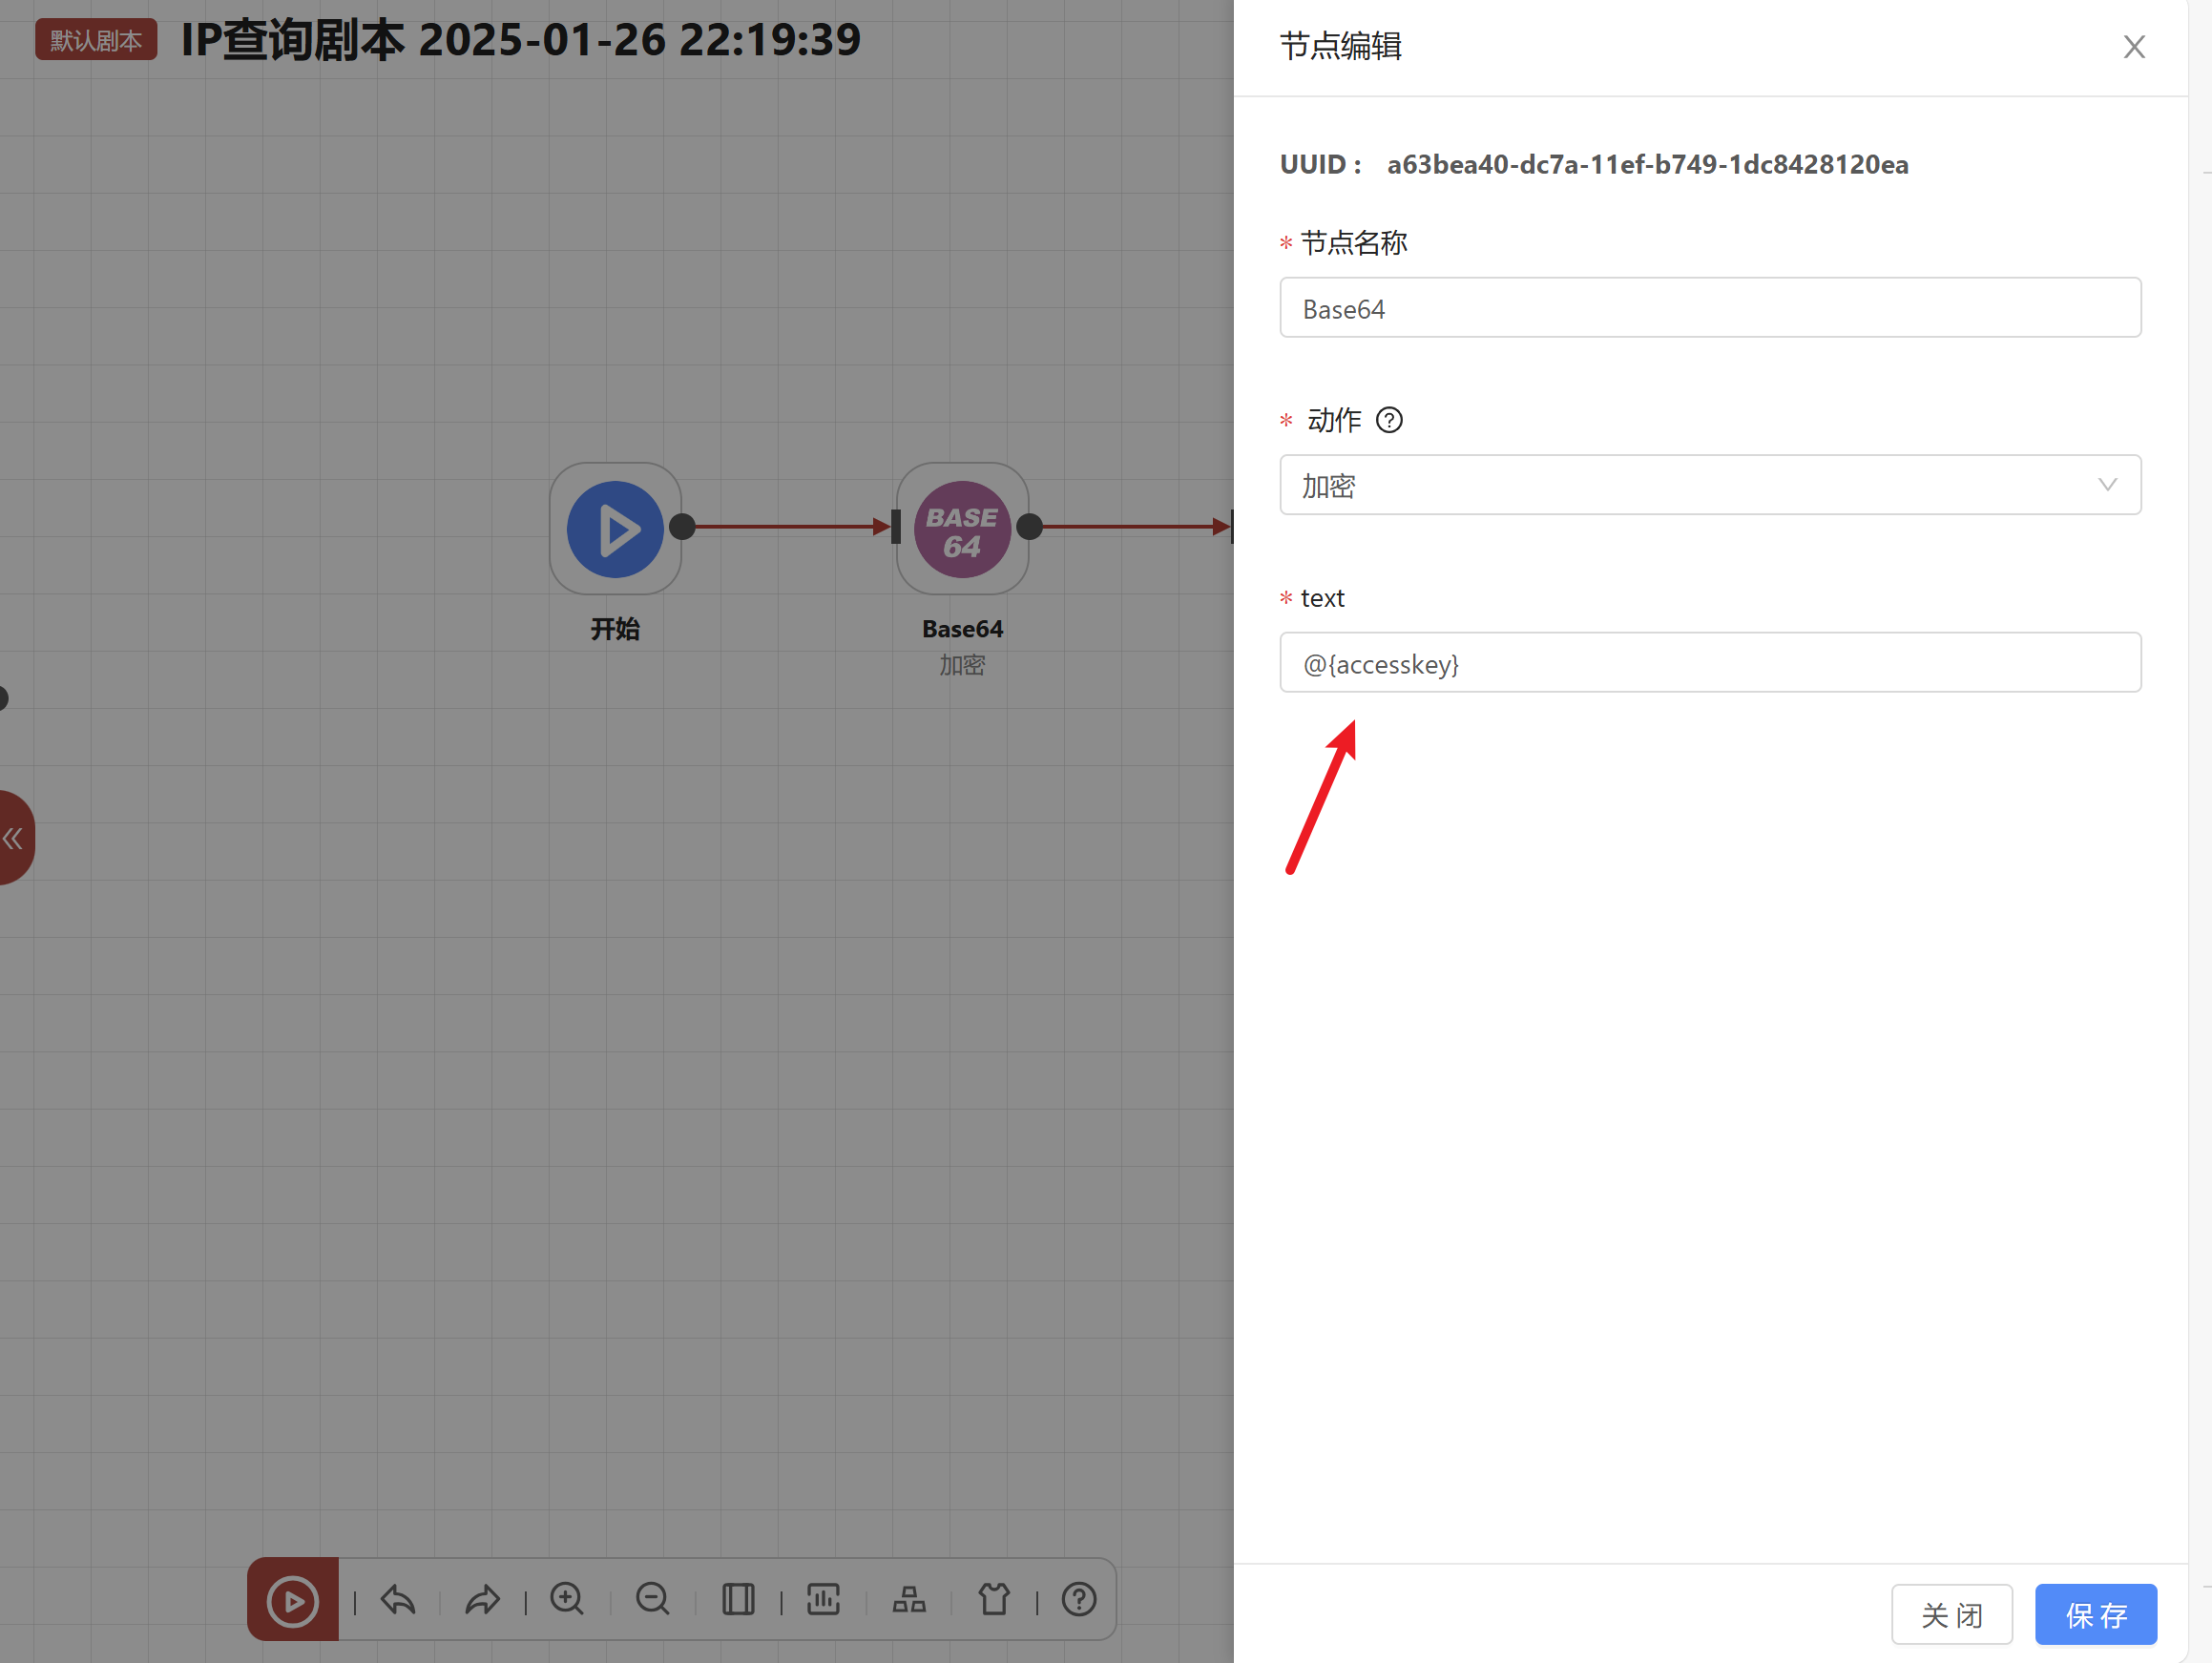 默认剧本 IP查询剧本 2025-01-26 22:19:39
开始
BASE
64
Base64
加密
节点编辑
UUID： a63bea40-dc7a-11ef-b749-1dc8428120ea
* 节点名称
Base64
* 动作
加密
* text
@{accesskey}
关 闭
保 存